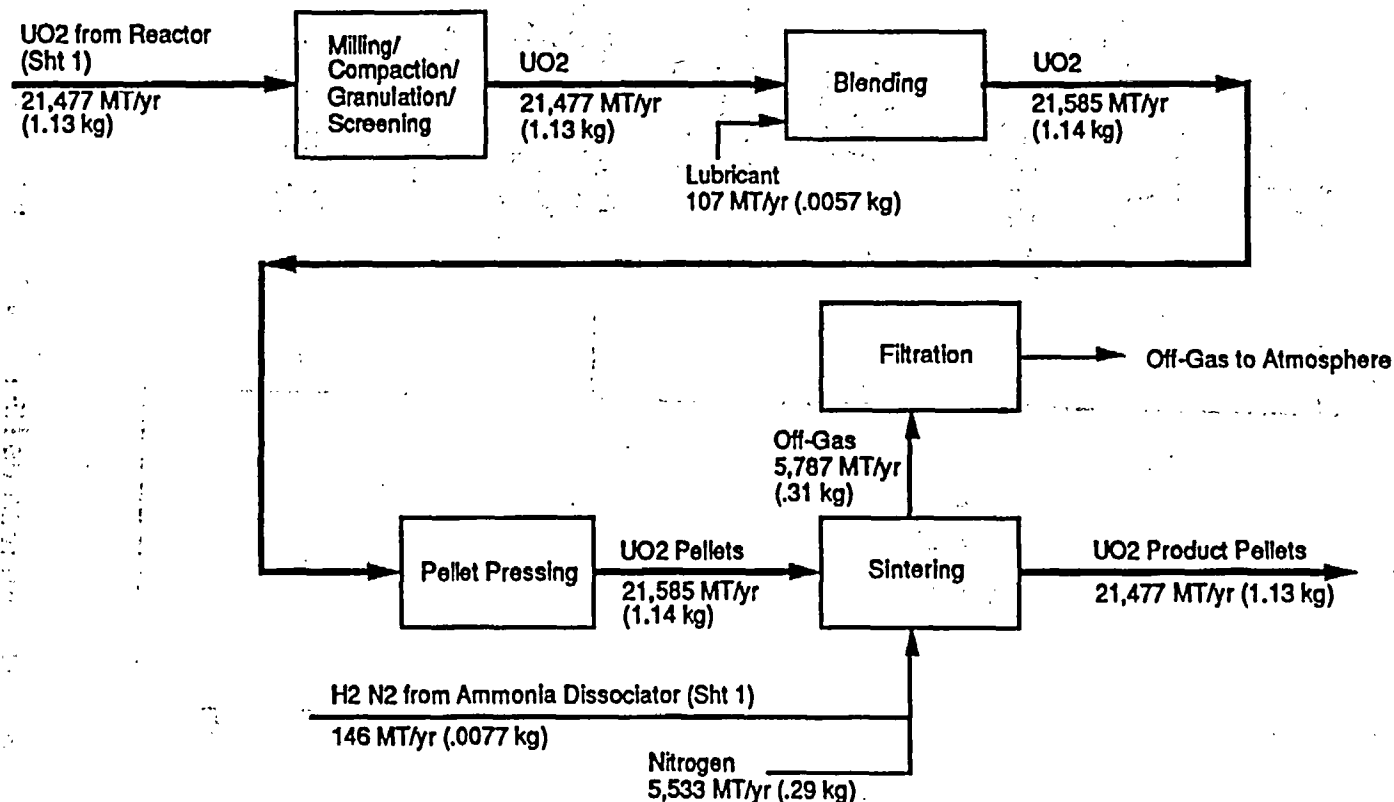 UO2 from Reactor
(Sht 1)
21,477 MT/yr
(1.13 kg)
Milling/
Compaction/
Granulation/
Screening
UO2
21,477 MT/yr
(1.13 kg)
Lubricant
107 MT/yr (.0057 kg)
Blending
UO2
21,585 MT/yr
(1.14 kg)
Filtration
Off-Gas to Atmosphere
Off-Gas
5,787 MT/yr
(.31 kg)
Pellet Pressing
UO2 Pellets
21,585 MT/yr
(1.14 kg)
Sintering
UO2 Product Pellets
21,477 MT/yr (1.13 kg)
H2 N2 from Ammonia Dissociator (Sht 1)
146 MT/yr (.0077 kg)
Nitrogen
5,533 MT/yr (.29 kg)